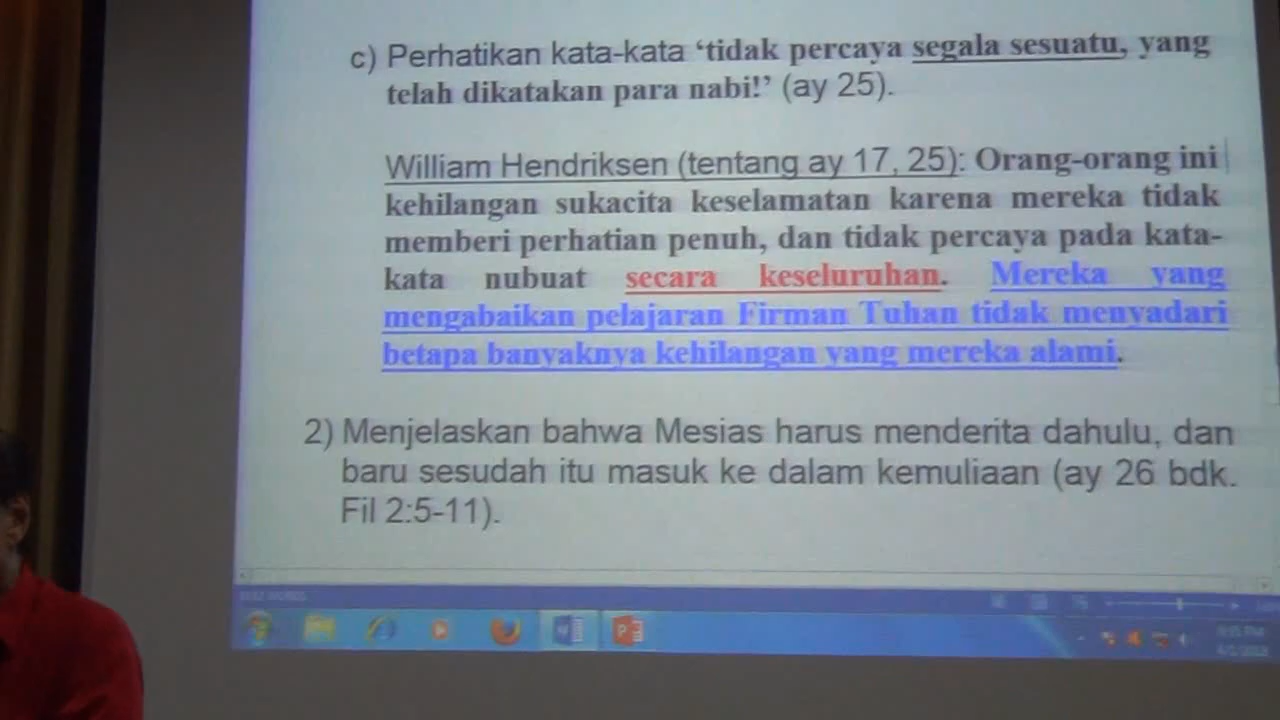 c) Perhatikan kata-kata ‘tidak percaya segala sesuatu, yang
telah dikatakan para nabi!’ (ay 25).
William Hendriksen (tentang ay 17, 25): Orang-orang ini
kehilangan sukacita keselamatan karena mereka tidak
memberi perhatian penuh, dan tidak percaya pada kata-
kata nubuat secara keseluruhan. Mereka yang
mengabaikan pelajaran Firman Tuhan tidak menyadari
betapa banyaknya kehilangan yang mereka alami.
2) Menjelaskan bahwa Mesias harus menderita dahulu, dan
baru sesudah itu masuk ke dalam kemuliaan (ay 26 bdk.
Fil 2:5-11).